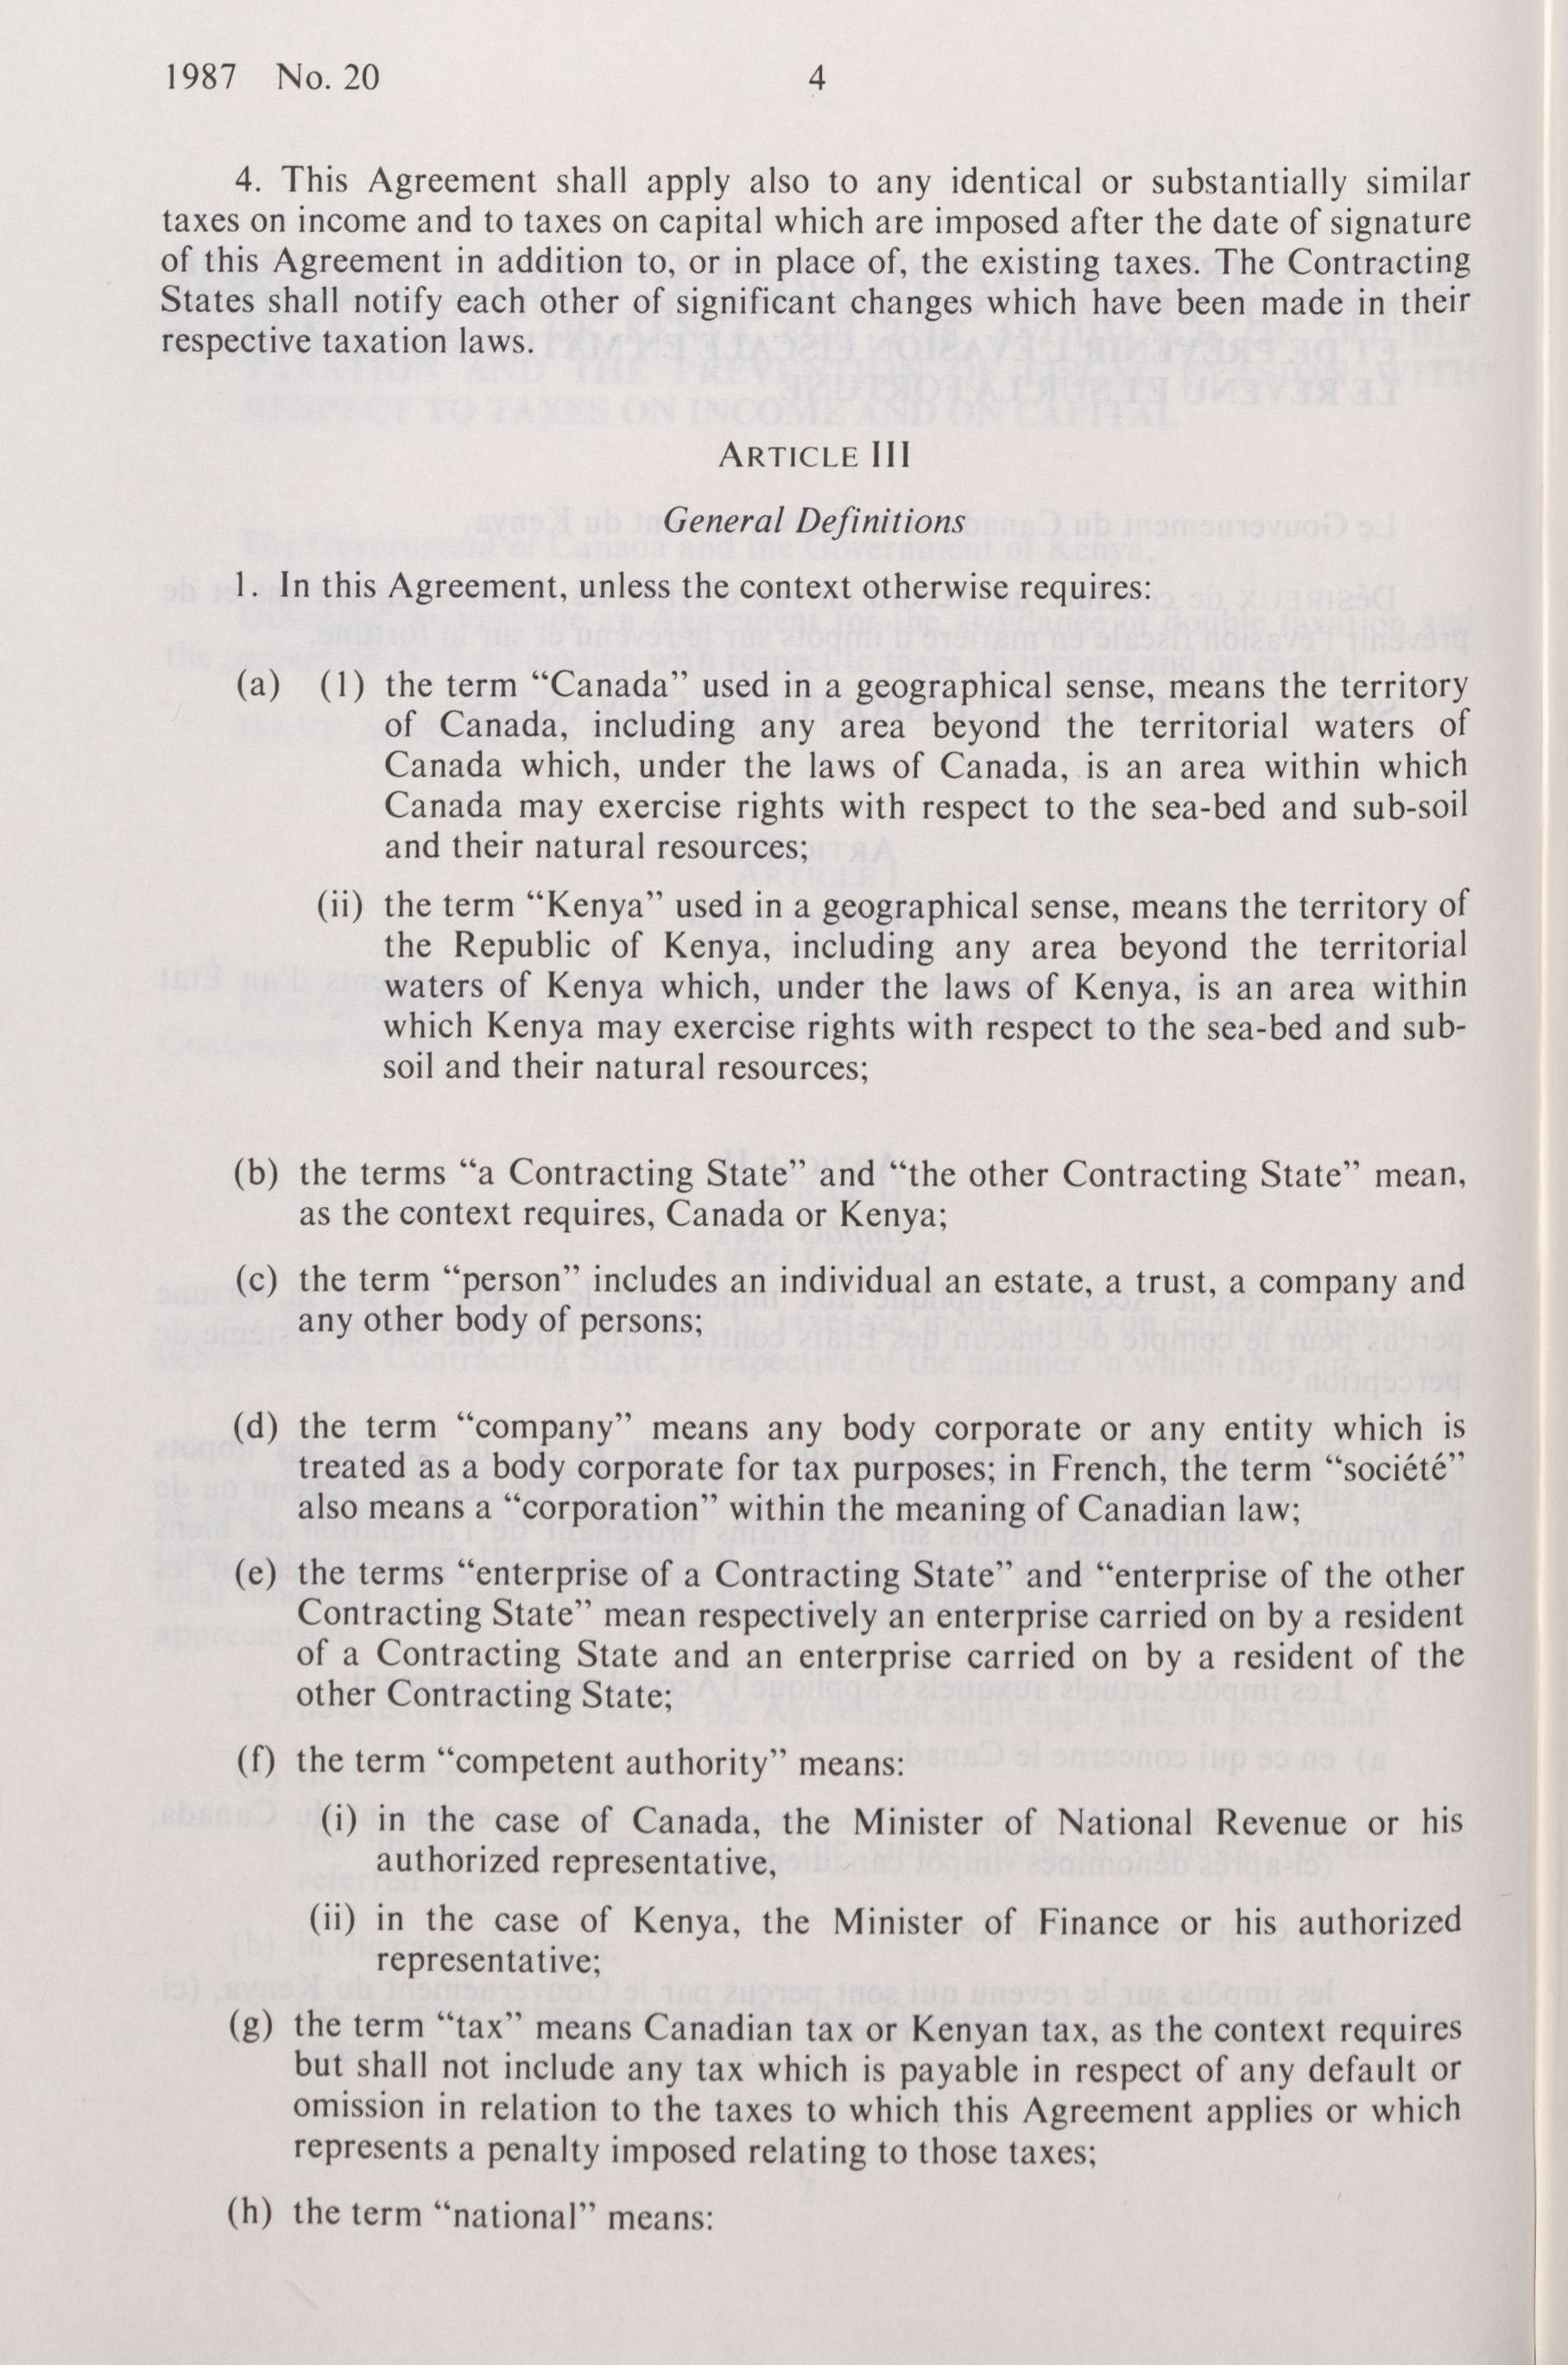 1987 No. 20
4
4. This Agreement shall apply also to any identical or substantially similar
taxes on income and to taxes on capital which are imposed after the date of signature
of this Agreement in addition to, or in place of, the existing taxes. The Contracting
States shall notify each other of significant changes which have been made in their
respective taxation laws.
ARTICLE III
General Definitions
1. In this Agreement, unless the context otherwise requires:
(a) (1) the term “Canada” used in a geographical sense, means the territory
of Canada, including any area beyond the territorial waters of
Canada which, under the laws of Canada, is an area within which
Canada may exercise rights with respect to the sea-bed and sub-soil
and their natural resources;
(ii) the term “Kenya” used in a geographical sense, means the territory of
the Republic of Kenya, including any area beyond the territorial
waters of Kenya which, under the laws of Kenya, is an area within
which Kenya may exercise rights with respect to the sea-bed and sub-
soil and their natural resources;
(b) the terms “a Contracting State” and “the other Contracting State” mean,
as the context requires, Canada or Kenya;
(c) the term “person” includes an individual an estate, a trust, a company and
any other body of persons;
(d) the term “company” means any body corporate or any entity which is
treated as a body corporate for tax purposes; in French, the term “société”
also means a “corporation” within the meaning of Canadian law;
(e) the terms “enterprise of a Contracting State” and “enterprise of the other
Contracting State” mean respectively an enterprise carried on by a resident
of a Contracting State and an enterprise carried on by a resident of the
other Contracting State;
(f) the term “competent authority” means:
(i) in the case of Canada, the Minister of National Revenue or his
authorized representative,
(ii) in the case of Kenya, the Minister of Finance or his authorized
representative;
(g) the term “tax” means Canadian tax or Kenyan tax, as the context requires
but shall not include any tax which is payable in respect of any default or
omission in relation to the taxes to which this Agreement applies or which
represents a penalty imposed relating to those taxes;
(h) the term “national” means: